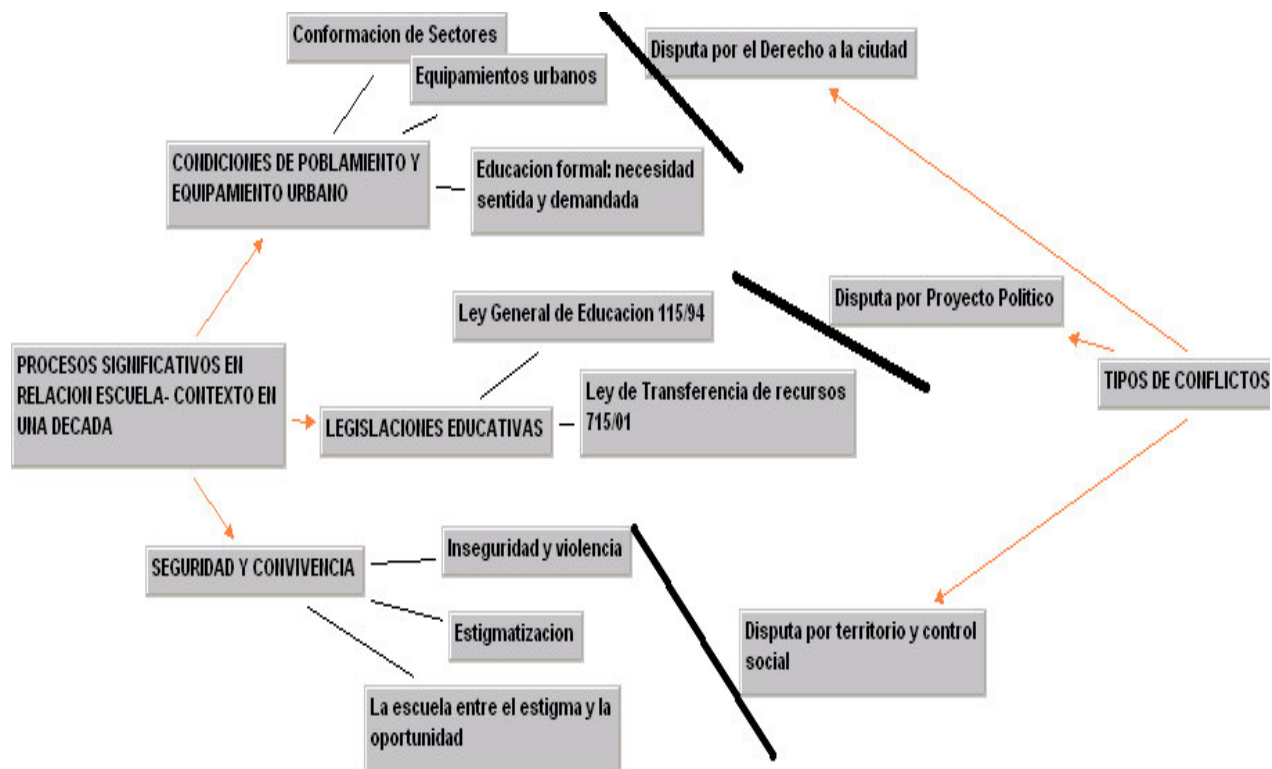 Conformacion de Sectores
Equipamientos urbanos
Disputa por el Derecho a la ciudad
CONDICIONES DE POBLAMIENTO Y
EQUIPAMIENTO URBANO
Educacion formal: necesidad
sentida y demandada
Disputa por Proyecto Politico
Ley General de Educacion 115/94
PROCESOS SIGNIFICATIVOS EN
RELACION ESCUELA- CONTEXTO EN
UNA DECADA
TIPOS DE CONFLICTOS
Ley de Transferencia de recursos
715/01
LEGISLACIONES EDUCATIVAS
Inseguridad y violencia
SEGURIDAD Y CONVIVENCIA
Estigmatizacion
Disputa por territorio y control
social
La escuela entre el estigma y la
oportunidad